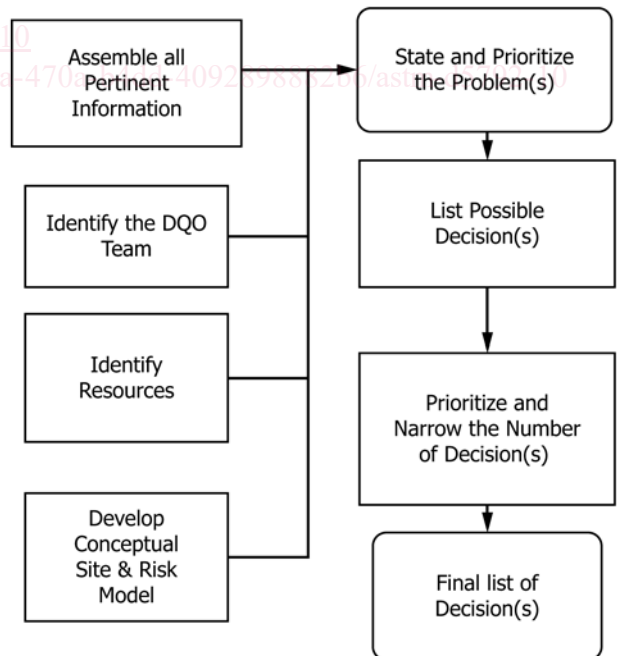 10
Assemble all
Pertinent
Information
State and Prioritize
the Problem(s)
Identify the DQO
Team
List Possible
Decision(s)
Identify
Resources
Prioritize and
Narrow the Number
of Decision(s)
Develop
Conceptual
Site & Risk
Model
Final list of
Decision(s)